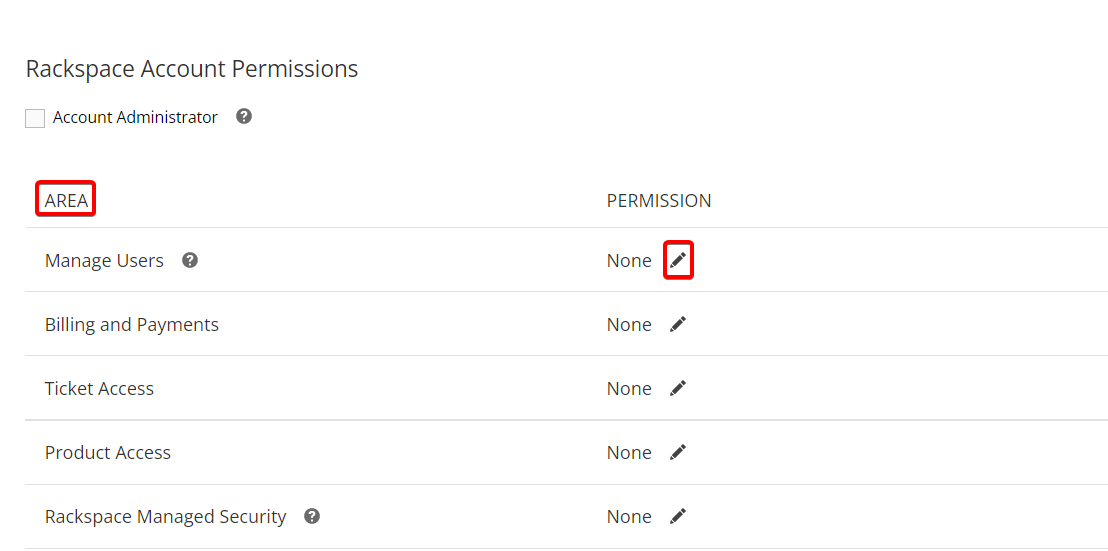 Rackspace Account Permissions
Account Administrator ?
AREA PERMISSION
Manage Users ? None
Billing and Payments None
Ticket Access None
Product Access None
Rackspace Managed Security ? None